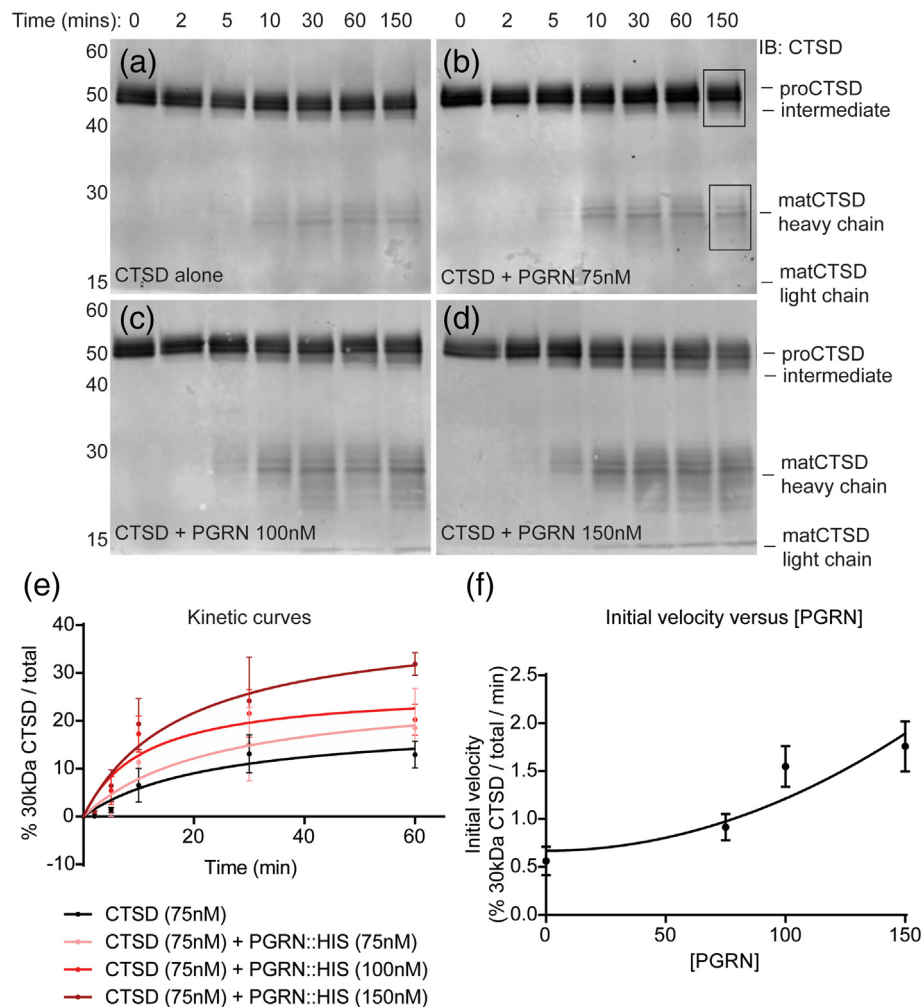 Time (mins): 0 2 5 10 30 60 150 0 2 5 10 30 60 150
IB: CTSD
60
50
40
30
15
(a)
CTSD alone
(b)
CTSD + PGRN 75nM
proCTSD
intermediate
matCTSD
heavy chain
matCTSD
light chain
60
50
40
30
15
(c)
CTSD + PGRN 100nM
(d)
CTSD + PGRN 150nM
proCTSD
intermediate
matCTSD
heavy chain
matCTSD
light chain
(e)
Kinetic curves
% 30kDa CTSD / total
40
30
20
10
0
-10
20 40 60
Time (min)
CTSD (75nM)
CTSD (75nM) + PGRN::HIS (75nM)
CTSD (75nM) + PGRN::HIS (100nM)
CTSD (75nM) + PGRN::HIS (150nM)
(f)
Initial velocity versus [PGRN]
Initial velocity
(% 30kDa CTSD / total / min)
2.5
2.0
1.5
1.0
0.5
0.0
0 50 100 150
[PGRN]